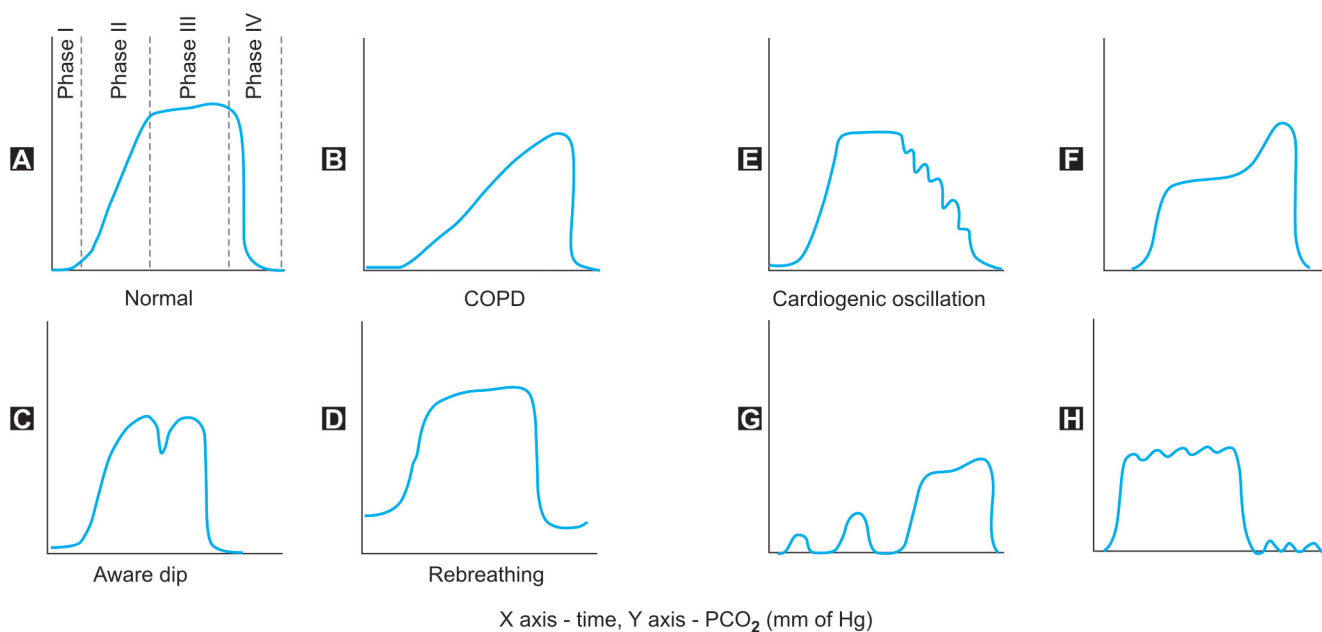 Phase I
Phase II
Phase III
Phase IV
A
Normal
B
COPD
E
Cardiogenic oscillation
F
C
Aware dip
D
Rebreathing
G
H
X axis - time, Y axis - PCO₂ (mm of Hg)